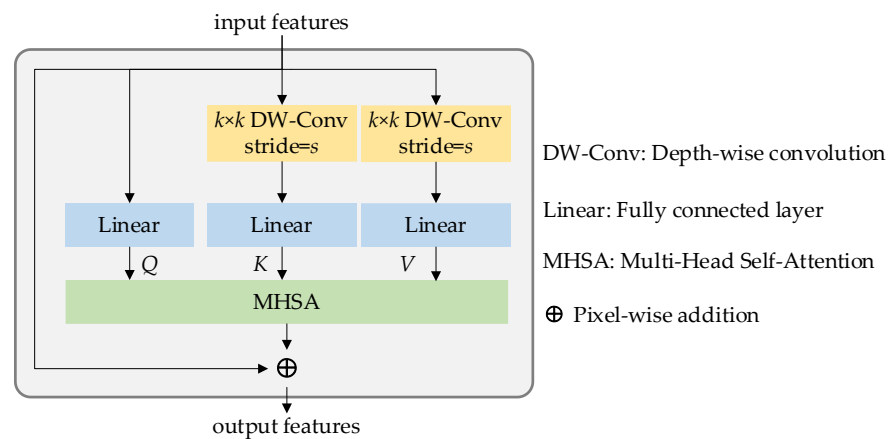 input features
k×k DW-Conv
stride=s
k×k DW-Conv
stride=s
Linear
Linear
Linear
Q
K
V
MHSA
⊕
output features
DW-Conv: Depth-wise convolution
Linear: Fully connected layer
MHSA: Multi-Head Self-Attention
⊕ Pixel-wise addition